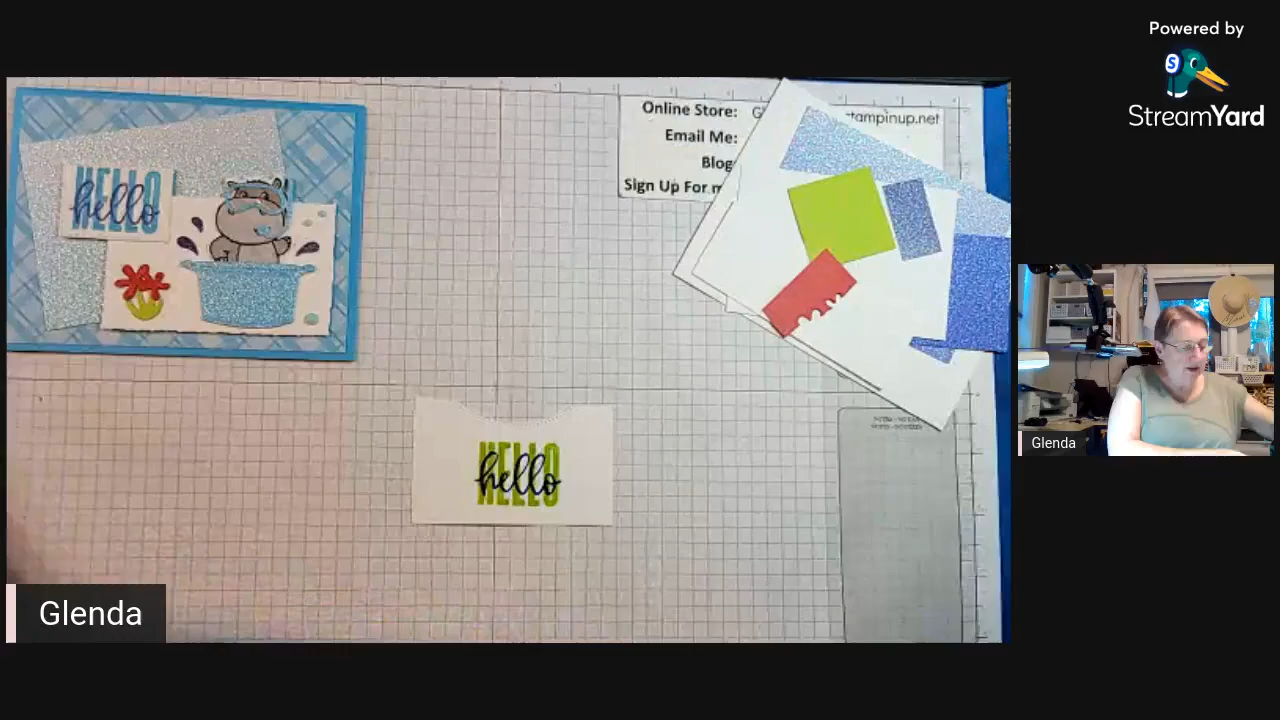 Powered by
StreamYard
Online Store: G
stampinup.net
Email Me:
Blog
Sign Up For m
HELLO
hello
HELLO
hello
Glenda
Glenda